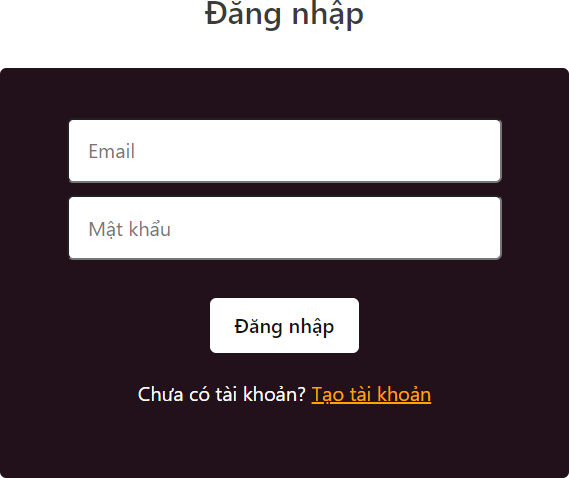 Đăng nhập
Email
Mật khẩu
Đăng nhập
Chưa có tài khoản? Tạo tài khoản